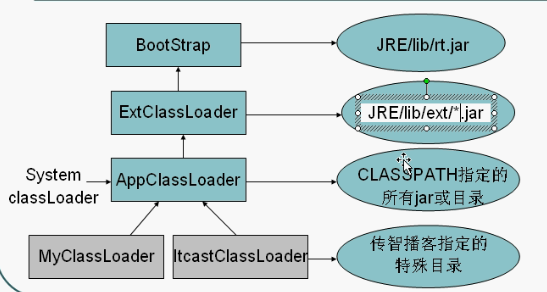 BootStrap
JRE/lib/rt.jar
ExtClassLoader
JRE/lib/ext/*.jar
System
classLoader
AppClassLoader
CLASSPATH指定的
所有jar或目录
MyClassLoader
ItcastClassLoader
传智播客指定的
特殊目录